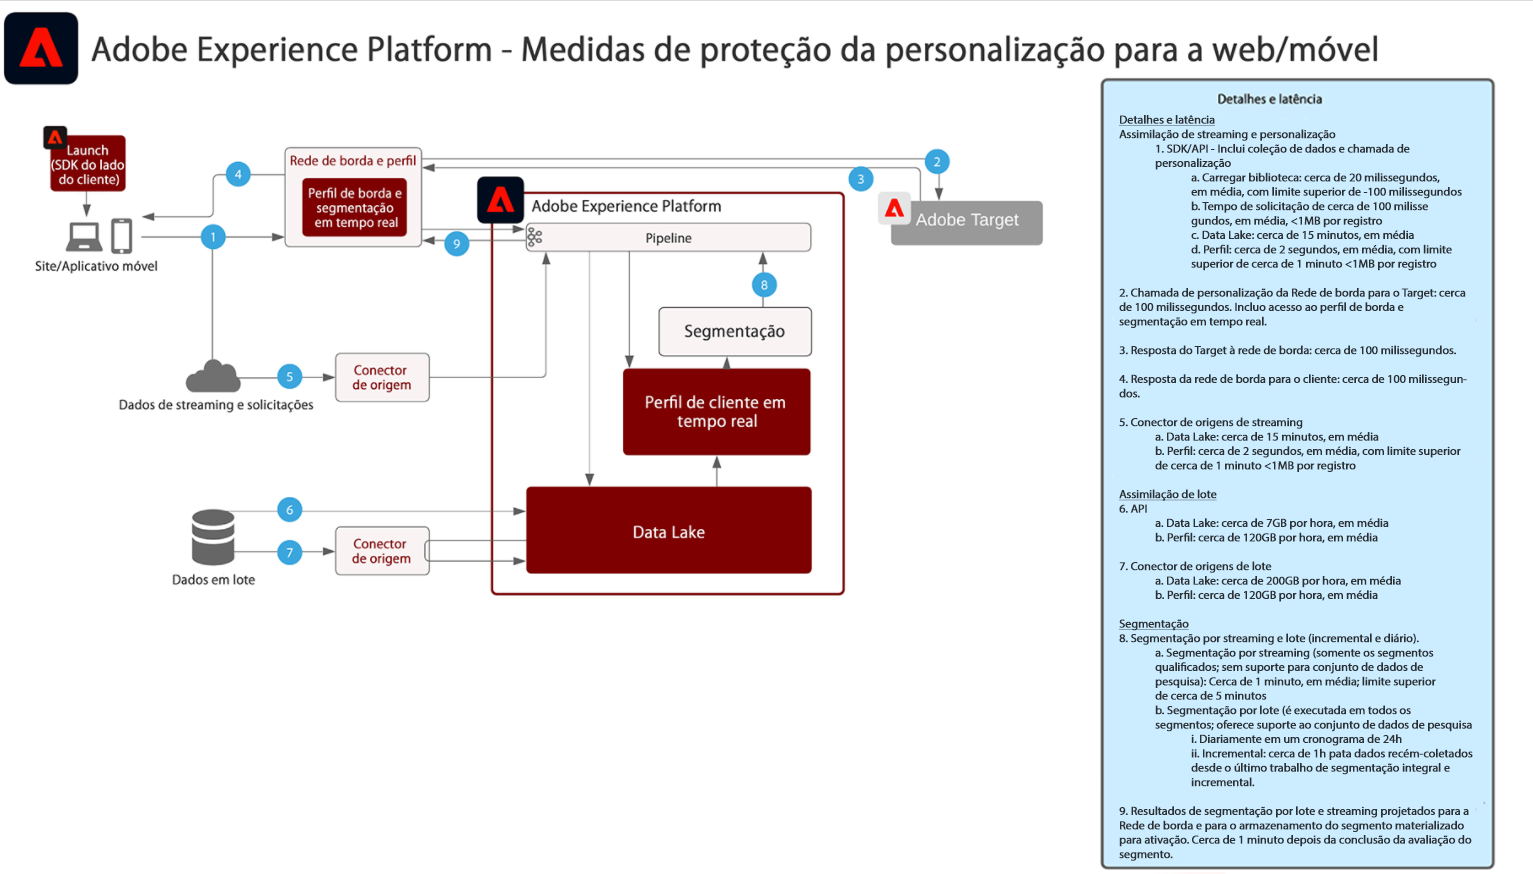 Adobe Experience Platform - Medidas de proteção da personalização para a web/móvel
Launch
(SDK do lado
do cliente)
Site/Aplicativo móvel
1
4
Rede de borda e perfil
Perfil de borda e
segmentação
em tempo real
2
3
Adobe Target
9
Adobe Experience Platform
Pipeline
8
Segmentação
Perfil de cliente em
tempo real
Data Lake
Dados de streaming e solicitações
5
Conector
de origem
Dados em lote
6
7
Conector
de origem
Detalhes e latência
Detalhes e latência
Assimilação de streaming e personalização
1. SDK/API - Inclui coleção de dados e chamada de
personalização
a. Carregar biblioteca: cerca de 20 milissegundos,
em média, com limite superior de -100 milissegundos
b. Tempo de solicitação de cerca de 100 milisse
gundos, em média, <1MB por registro
c. Data Lake: cerca de 15 minutos, em média
d. Perfil: cerca de 2 segundos, em média, com limite
superior de cerca de 1 minuto <1MB por registro
2. Chamada de personalização da Rede de borda para o Target: cerca
de 100 milissegundos. Incluo acesso ao perfil de borda e
segmentação em tempo real.
3. Resposta do Target à rede de borda: cerca de 100 milissegundos.
4. Resposta da rede de borda para o cliente: cerca de 100 milissegun-
dos.
5. Conector de origens de streaming
a. Data Lake: cerca de 15 minutos, em média
b. Perfil: cerca de 2 segundos, em média, com limite superior
de cerca de 1 minuto <1MB por registro
Assimilação de lote
6. API
a. Data Lake: cerca de 7GB por hora, em média
b. Perfil: cerca de 120GB por hora, em média
7. Conector de origens de lote
a. Data Lake: cerca de 200GB por hora, em média
b. Perfil: cerca de 120GB por hora, em média
Segmentação
8. Segmentação por streaming e lote (incremental e diário).
a. Segmentação por streaming (somente os segmentos
qualificados; sem suporte para conjunto de dados de
pesquisa): Cerca de 1 minuto, em média; limite superior
de cerca de 5 minutos
b. Segmentação por lote (é executada em todos os
segmentos; oferece suporte ao conjunto de dados de pesquisa
i. Diariamente em um cronograma de 24h
ii. Incremental: cerca de 1h pata dados recém-coletados
desde o último trabalho de segmentação integral e
incremental.
9. Resultados de segmentação por lote e streaming projetados para a
Rede de borda e para o armazenamento do segmento materializado
para ativação. Cerca de 1 minuto depois da conclusão da avaliação do
segmento.